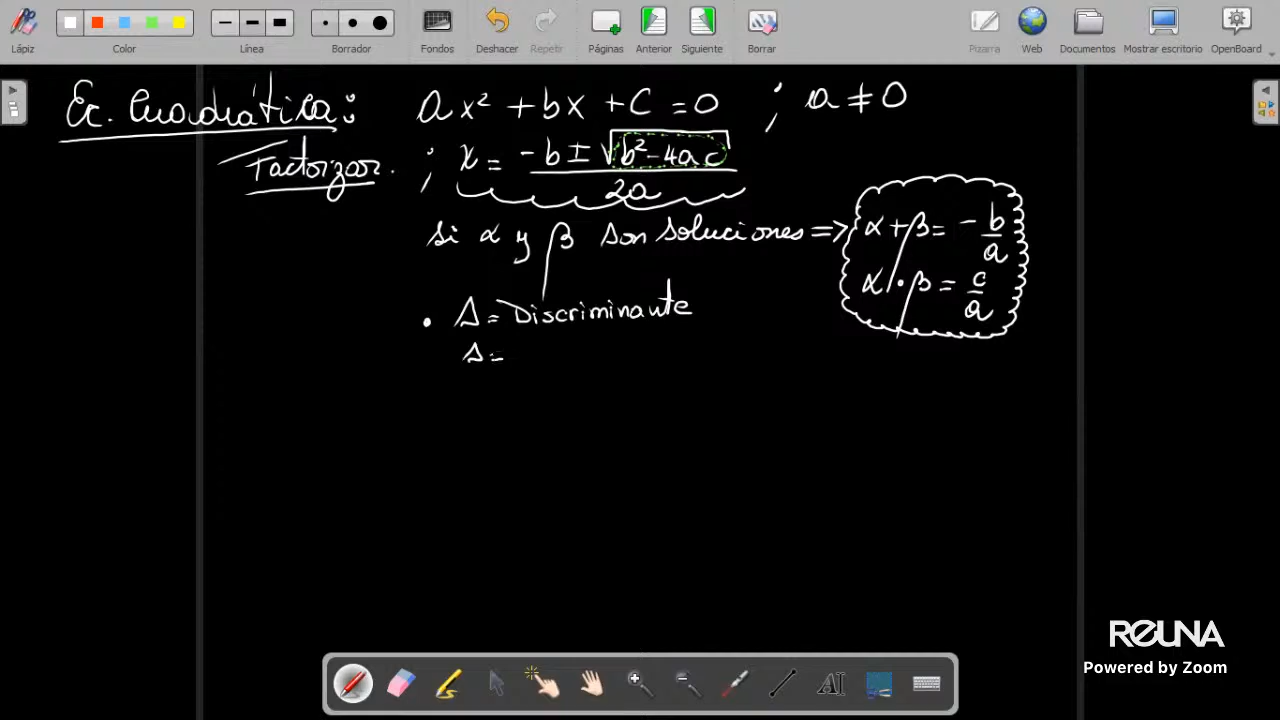 Lápiz Color Línea Borrador Fondos Deshacer Repetir Páginas Anterior Siguiente Borrar Pizarra Web Documentos Mostrar escritorio OpenBoard
Ec. Cuadrática: ax² + bx + c = 0 ; a ≠ 0
Factorizar. ; x = -b ± √b² - 4ac / 2a
si α y β son soluciones => α + β = - b/a
α · β = c/a
• Δ = Discriminante
Δ =
REUNA
Powered by Zoom